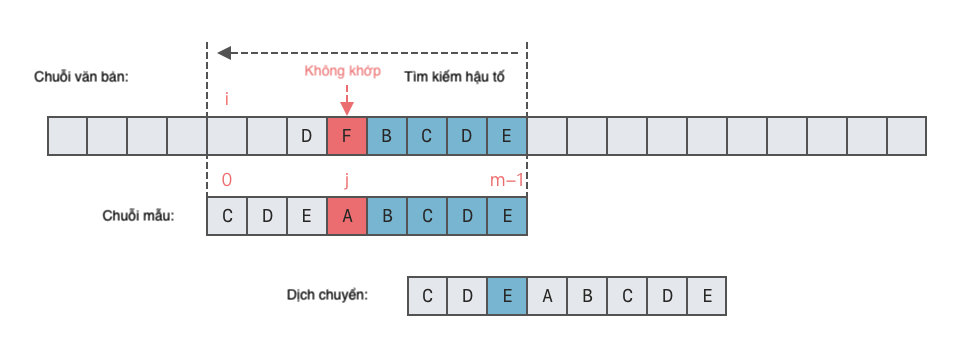 Không khớp
Chuỗi văn bản: Tìm kiếm hậu tố
i
D F B C D E
0 j m–1
Chuỗi mẫu: C D E A B C D E
Dịch chuyển: C D E A B C D E